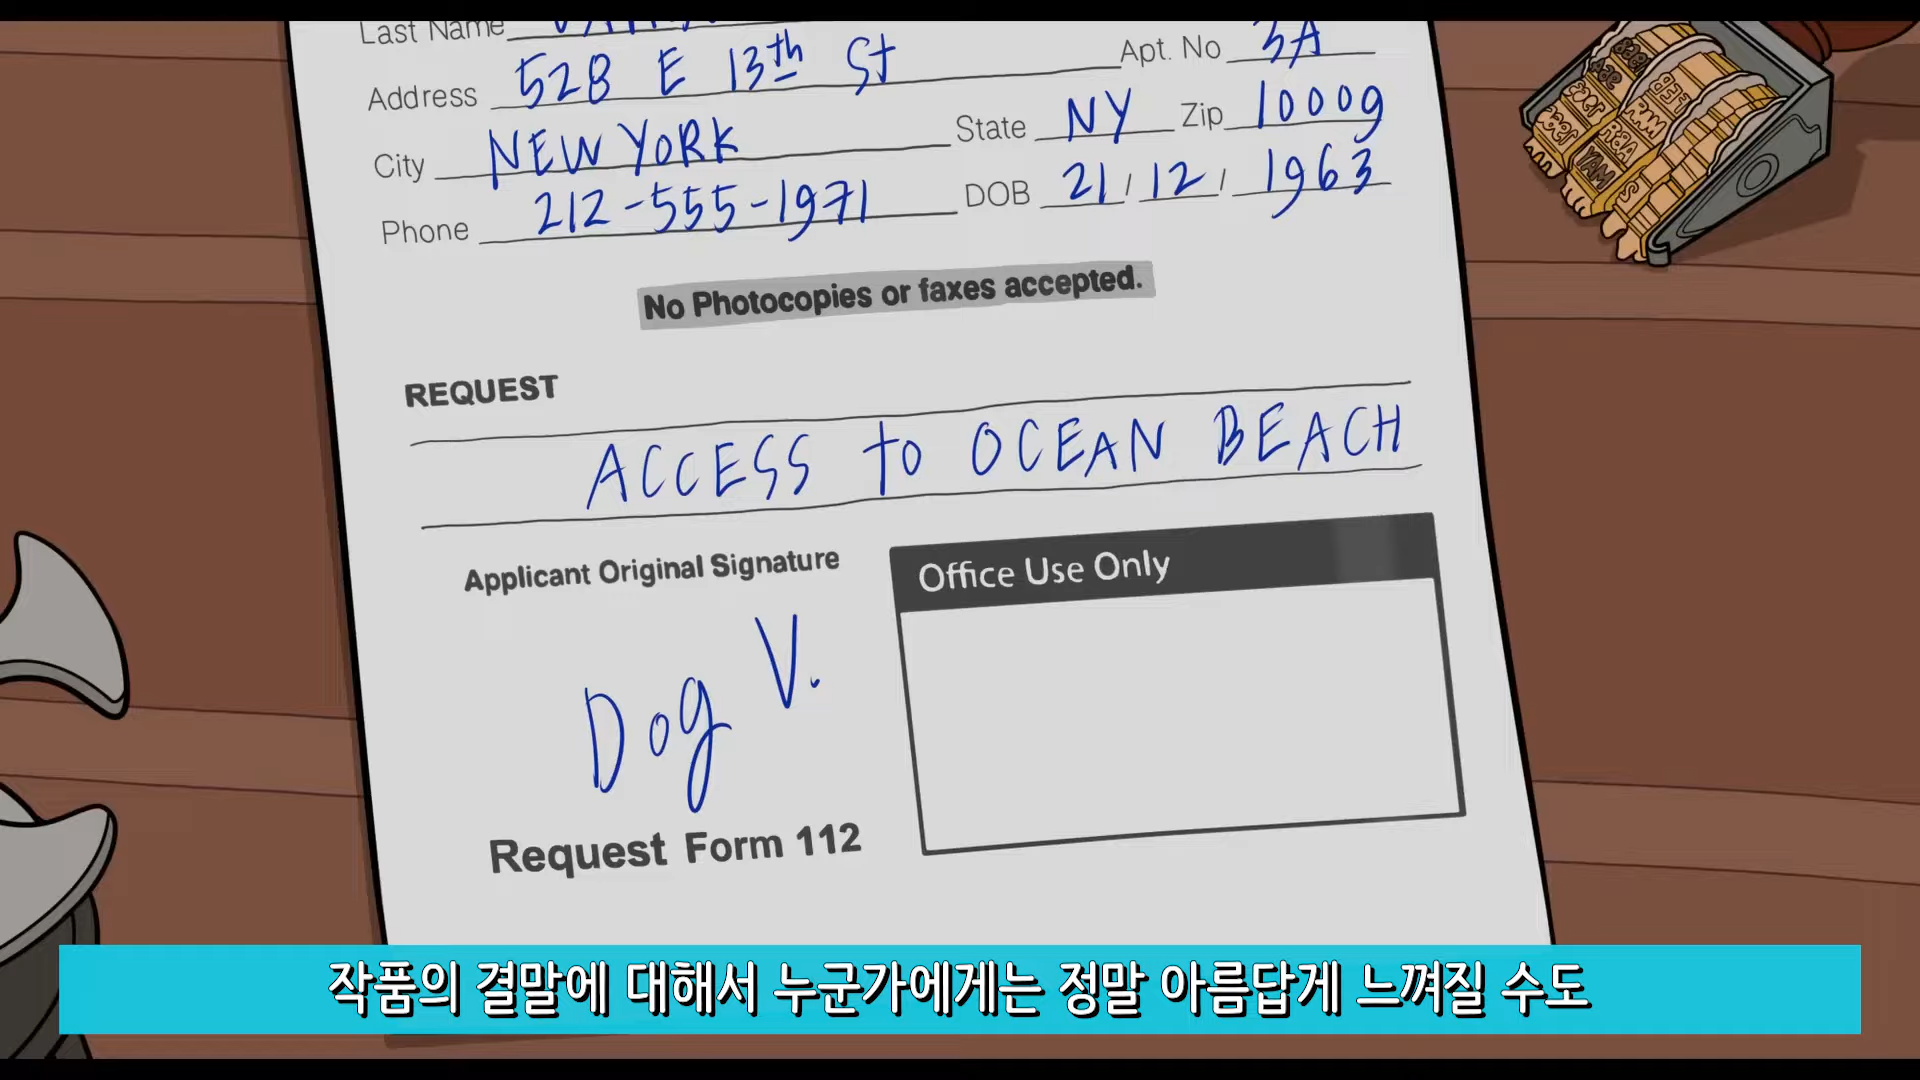 Last Name
Address 528 E 13th St Apt. No 3A
City NEW YORK State NY Zip 10009
Phone 212-555-1971 DOB 21/12/1963
No Photocopies or faxes accepted.
REQUEST
ACCESS to OCEAN BEACH
Applicant Original Signature
Office Use Only
Dog V.
Request Form 112
작품의 결말에 대해서 누군가에게는 정말 아름답게 느껴질 수도